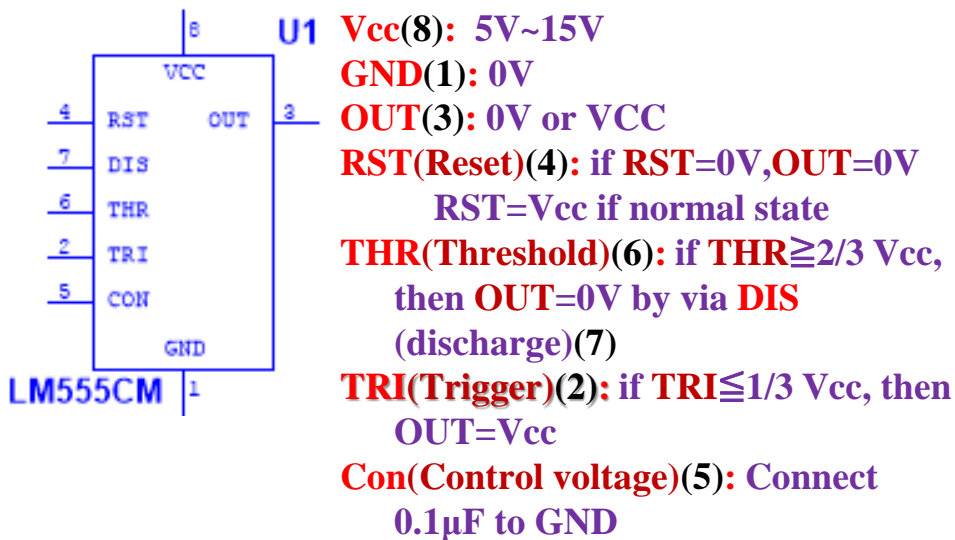 8
U1
VCC
4 RST OUT 3
7 DIS
6 THR
2 TRI
5 CON
GND
LM555CM 1
Vcc(8): 5V~15V
GND(1): 0V
OUT(3): 0V or VCC
RST(Reset)(4): if RST=0V,OUT=0V
RST=Vcc if normal state
THR(Threshold)(6): if THR≧2/3 Vcc,
then OUT=0V by via DIS
(discharge)(7)
TRI(Trigger)(2): if TRI≦1/3 Vcc, then
OUT=Vcc
Con(Control voltage)(5): Connect
0.1μF to GND